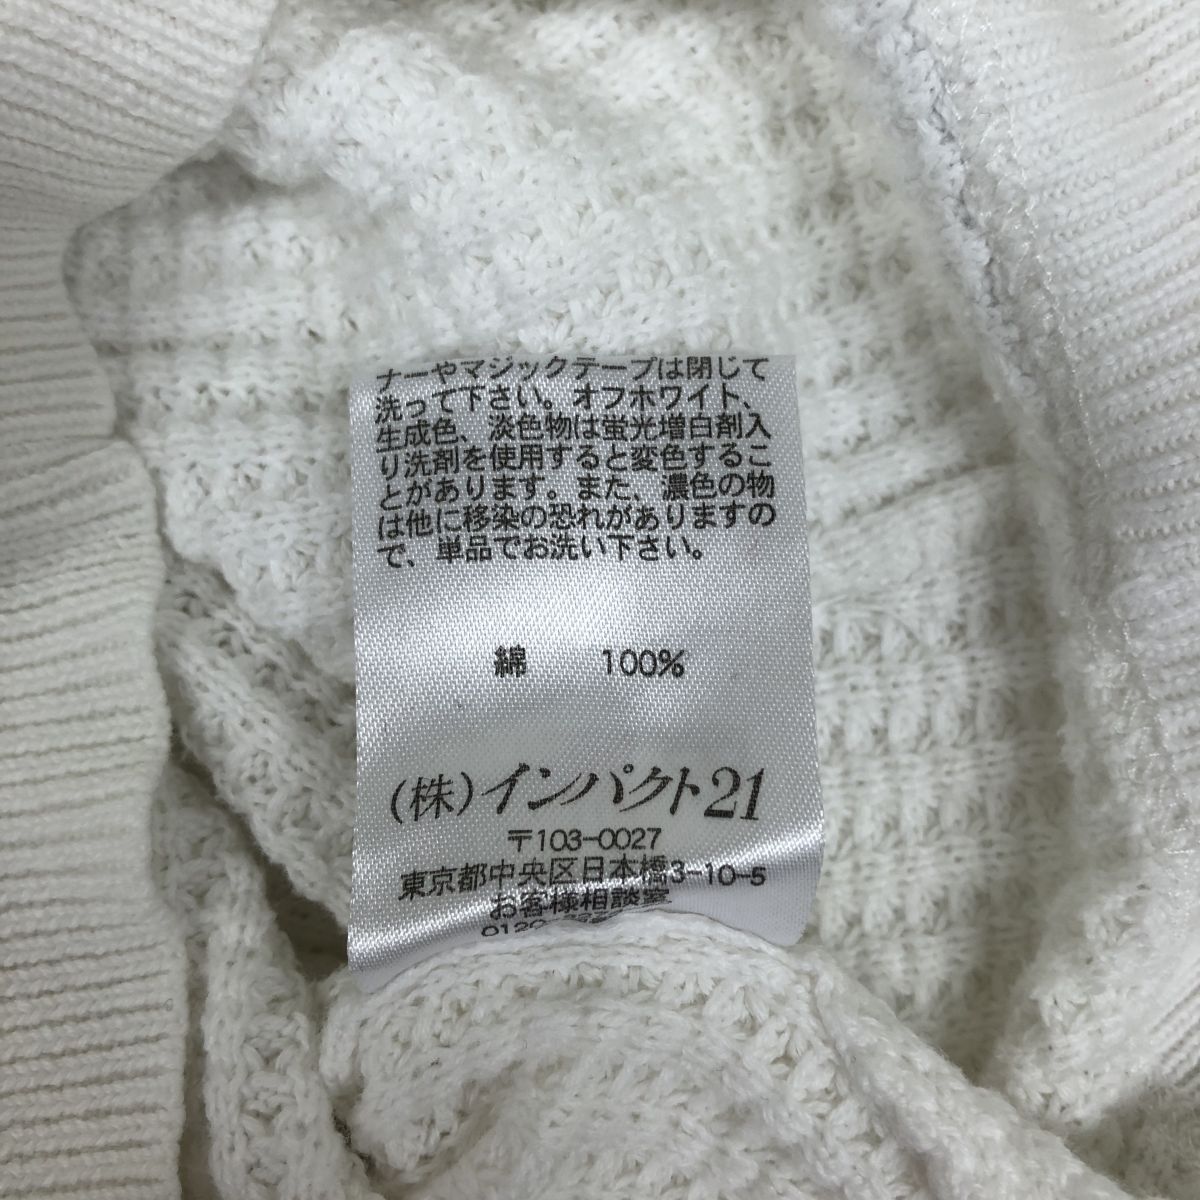 ナーやマジックテープは閉じて
洗って下さい。オフホワイト、
生成色、淡色物は蛍光増白剤入
り洗剤を使用すると変色するこ
とがあります。また、濃色の物
は他に移染の恐れがありますの
で、単品でお洗い下さい。
綿 100%
(株)インパクト21
〒103-0027
東京都中央区日本橋3-10-5
お客様相談室
0120